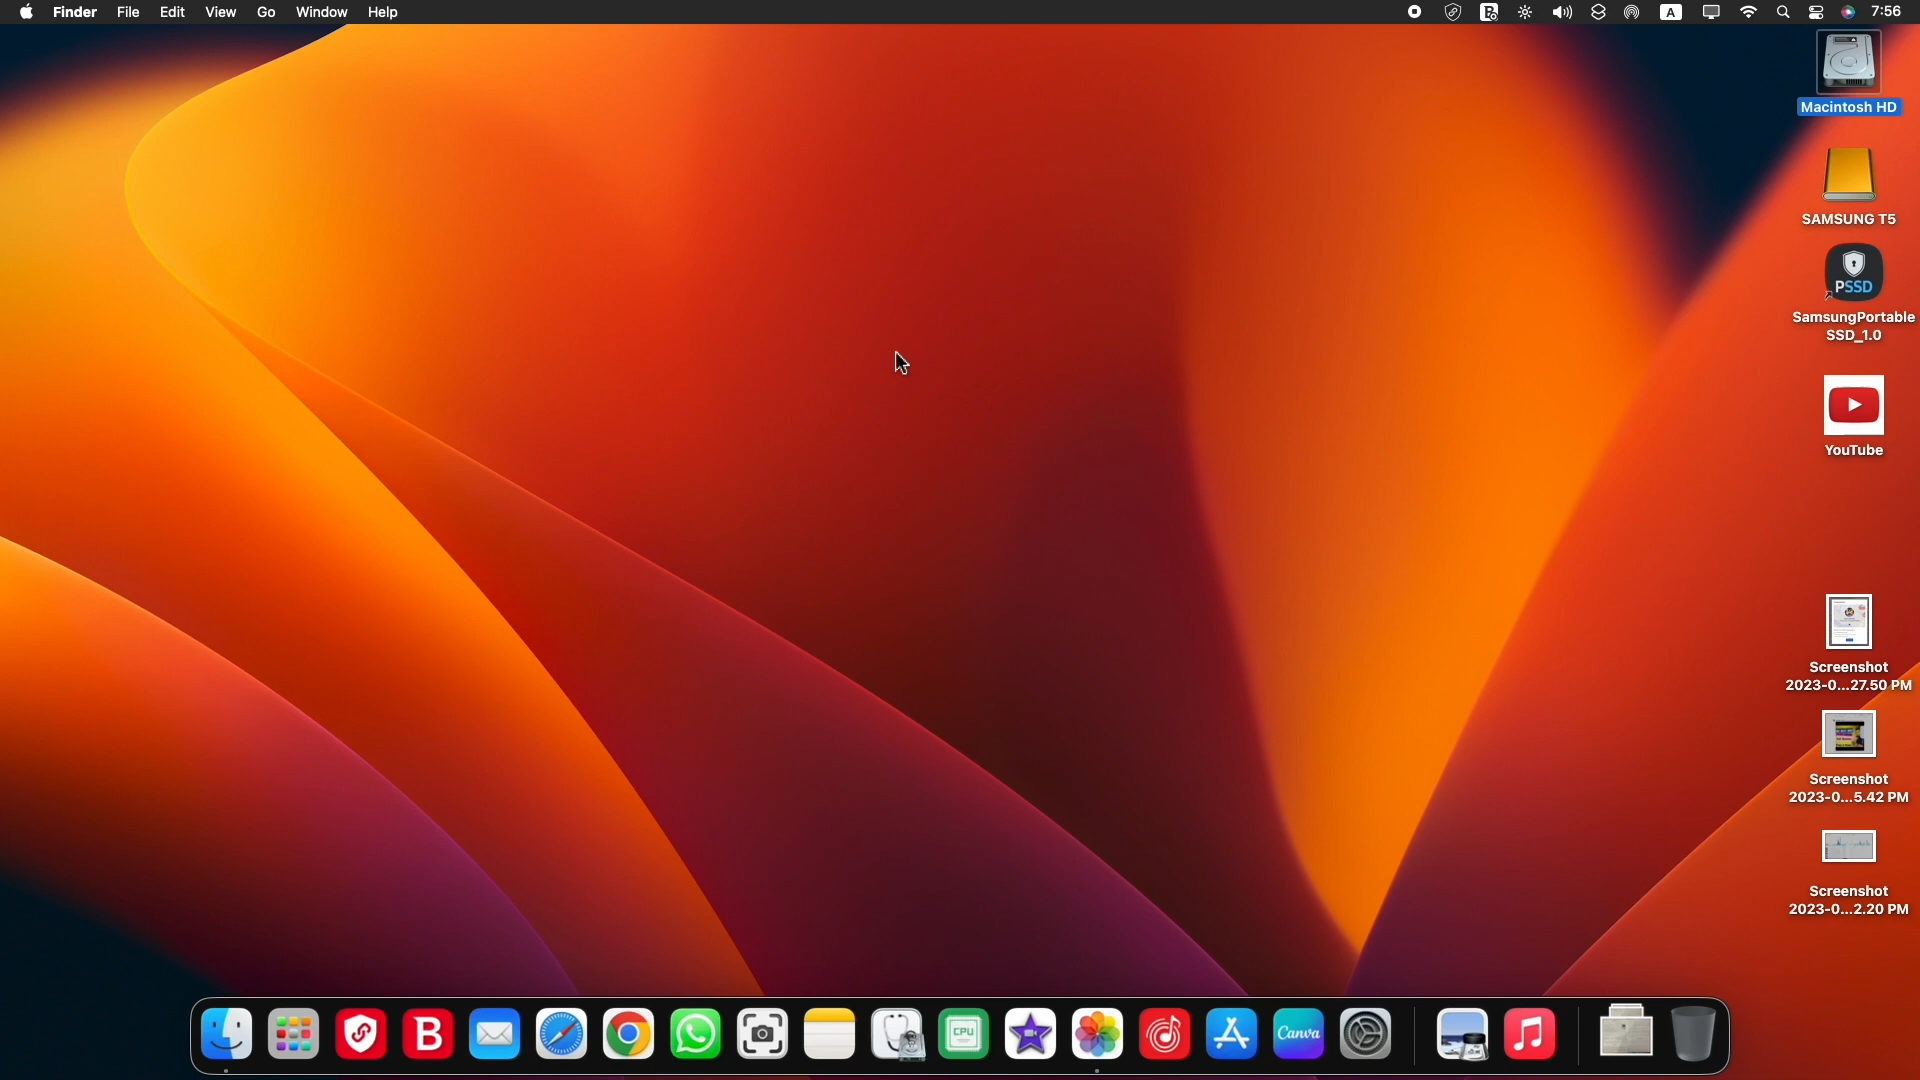 Finder File Edit View Go Window Help A 7:56
Macintosh HD
SAMSUNG T5
PSSD
SamsungPortable
SSD_1.0
YouTube
Screenshot
2023-0...27.50 PM
Screenshot
2023-0...5.42 PM
Screenshot
2023-0...2.20 PM
B CPU Canva